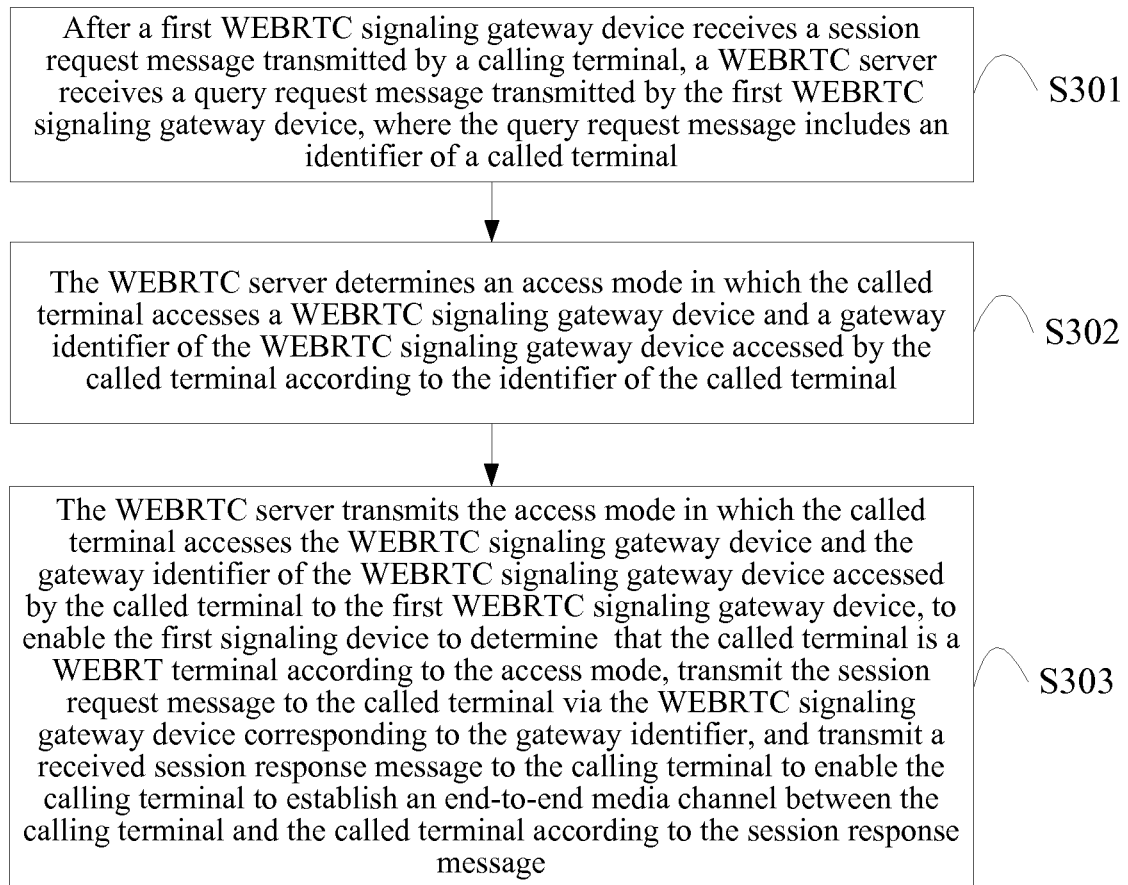 After a first WEBRTC signaling gateway device receives a session
request message transmitted by a calling terminal, a WEBRTC server
receives a query request message transmitted by the first WEBRTC
signaling gateway device, where the query request message includes an
identifier of a called terminal
S301
The WEBRTC server determines an access mode in which the called
terminal accesses a WEBRTC signaling gateway device and a gateway
identifier of the WEBRTC signaling gateway device accessed by the
called terminal according to the identifier of the called terminal
S302
The WEBRTC server transmits the access mode in which the called
terminal accesses the WEBRTC signaling gateway device and the
gateway identifier of the WEBRTC signaling gateway device accessed
by the called terminal to the first WEBRTC signaling gateway device, to
enable the first signaling device to determine that the called terminal is a
WEBRT terminal according to the access mode, transmit the session
request message to the called terminal via the WEBRTC signaling
gateway device corresponding to the gateway identifier, and transmit a
received session response message to the calling terminal to enable the
calling terminal to establish an end-to-end media channel between the
calling terminal and the called terminal according to the session response
message
S303